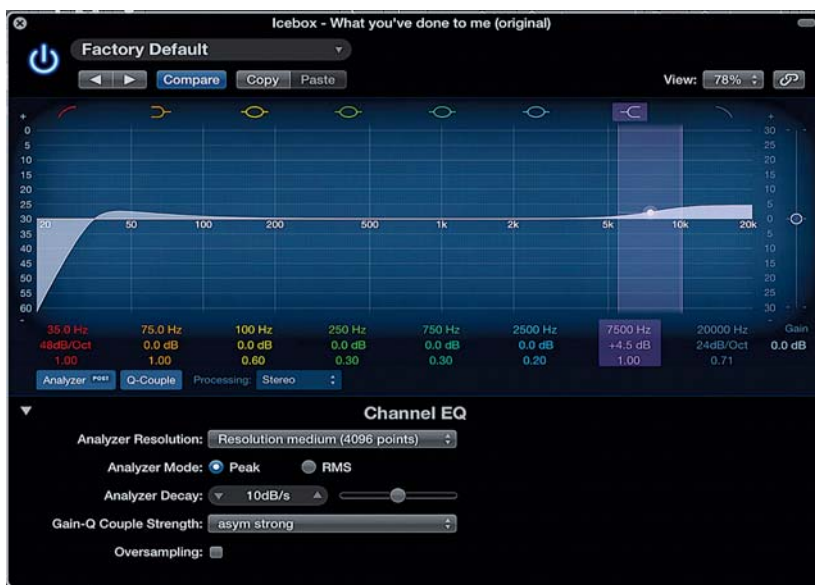 Icebox - What you've done to me (original)
Factory Default
Compare Copy Paste View: 78%
+ +
0 30
5 25
10 20
15 15
20 10
25 5
30 20 50 100 200 500 1k 2k 5k 10k 20k 0
35 5
40 10
45 15
50 20
55 25
60 30
- -
35.0 Hz 75.0 Hz 100 Hz 250 Hz 750 Hz 2500 Hz 7500 Hz 20000 Hz Gain
48dB/Oct 0.0 dB 0.0 dB 0.0 dB 0.0 dB 0.0 dB +4.5 dB 24dB/Oct 0.0 dB
1.00 1.00 0.60 0.30 0.30 0.20 1.00 0.71
Analyzer POST Q-Couple Processing: Stereo
Channel EQ
Analyzer Resolution: Resolution medium (4096 points)
Analyzer Mode: Peak RMS
Analyzer Decay: 10dB/s
Gain-Q Couple Strength: asym strong
Oversampling: